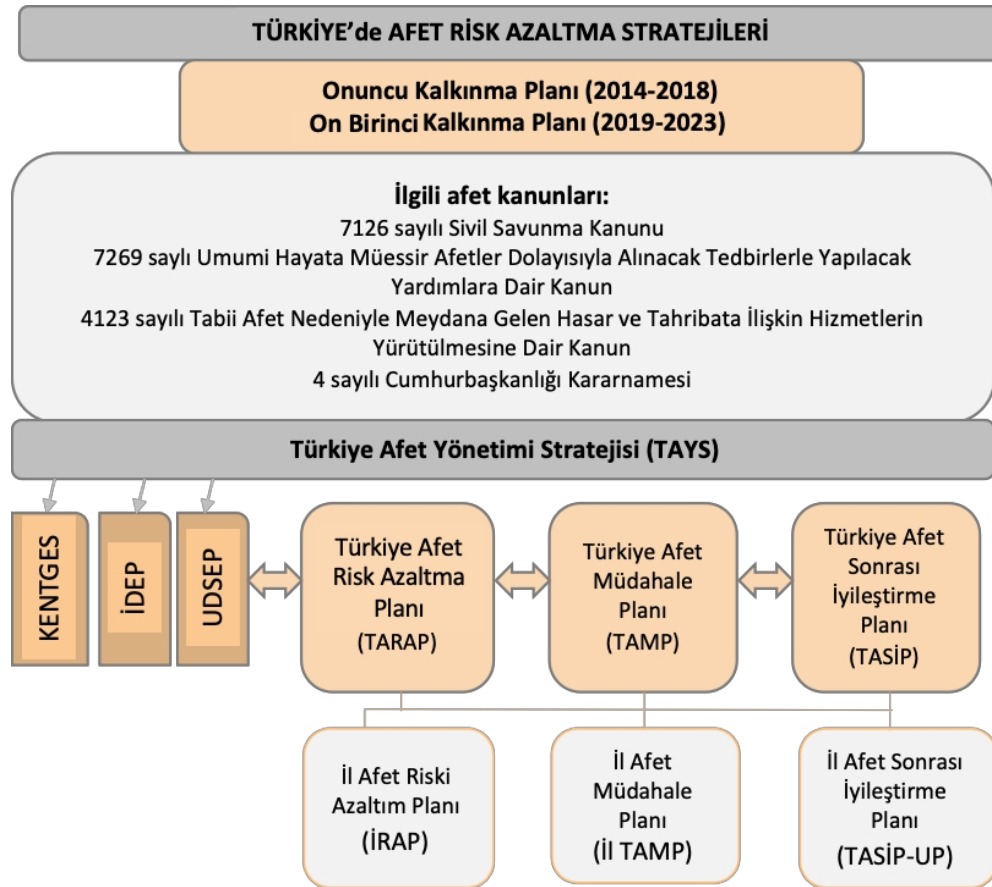 TÜRKİYE’de AFET RİSK AZALTMA STRATEJİLERİ
Onuncu Kalkınma Planı (2014-2018)
On Birinci Kalkınma Planı (2019-2023)
İlgili afet kanunları:
7126 sayılı Sivil Savunma Kanunu
7269 saylı Umumi Hayata Müessir Afetler Dolayısıyla Alınacak Tedbirlerle Yapılacak
Yardımlara Dair Kanun
4123 sayılı Tabii Afet Nedeniyle Meydana Gelen Hasar ve Tahribata İlişkin Hizmetlerin
Yürütülmesine Dair Kanun
4 sayılı Cumhurbaşkanlığı Kararnamesi
Türkiye Afet Yönetimi Stratejisi (TAYS)
KENTGES
İDEP
UDSEP
Türkiye Afet
Risk Azaltma
Planı
(TARAP)
Türkiye Afet
Müdahale
Planı
(TAMP)
Türkiye Afet
Sonrası
İyileştirme
Planı
(TASİP)
İl Afet Riski
Azaltım Planı
(İRAP)
İl Afet
Müdahale
Planı
(İl TAMP)
İl Afet Sonrası
İyileştirme
Planı
(TASİP-UP)